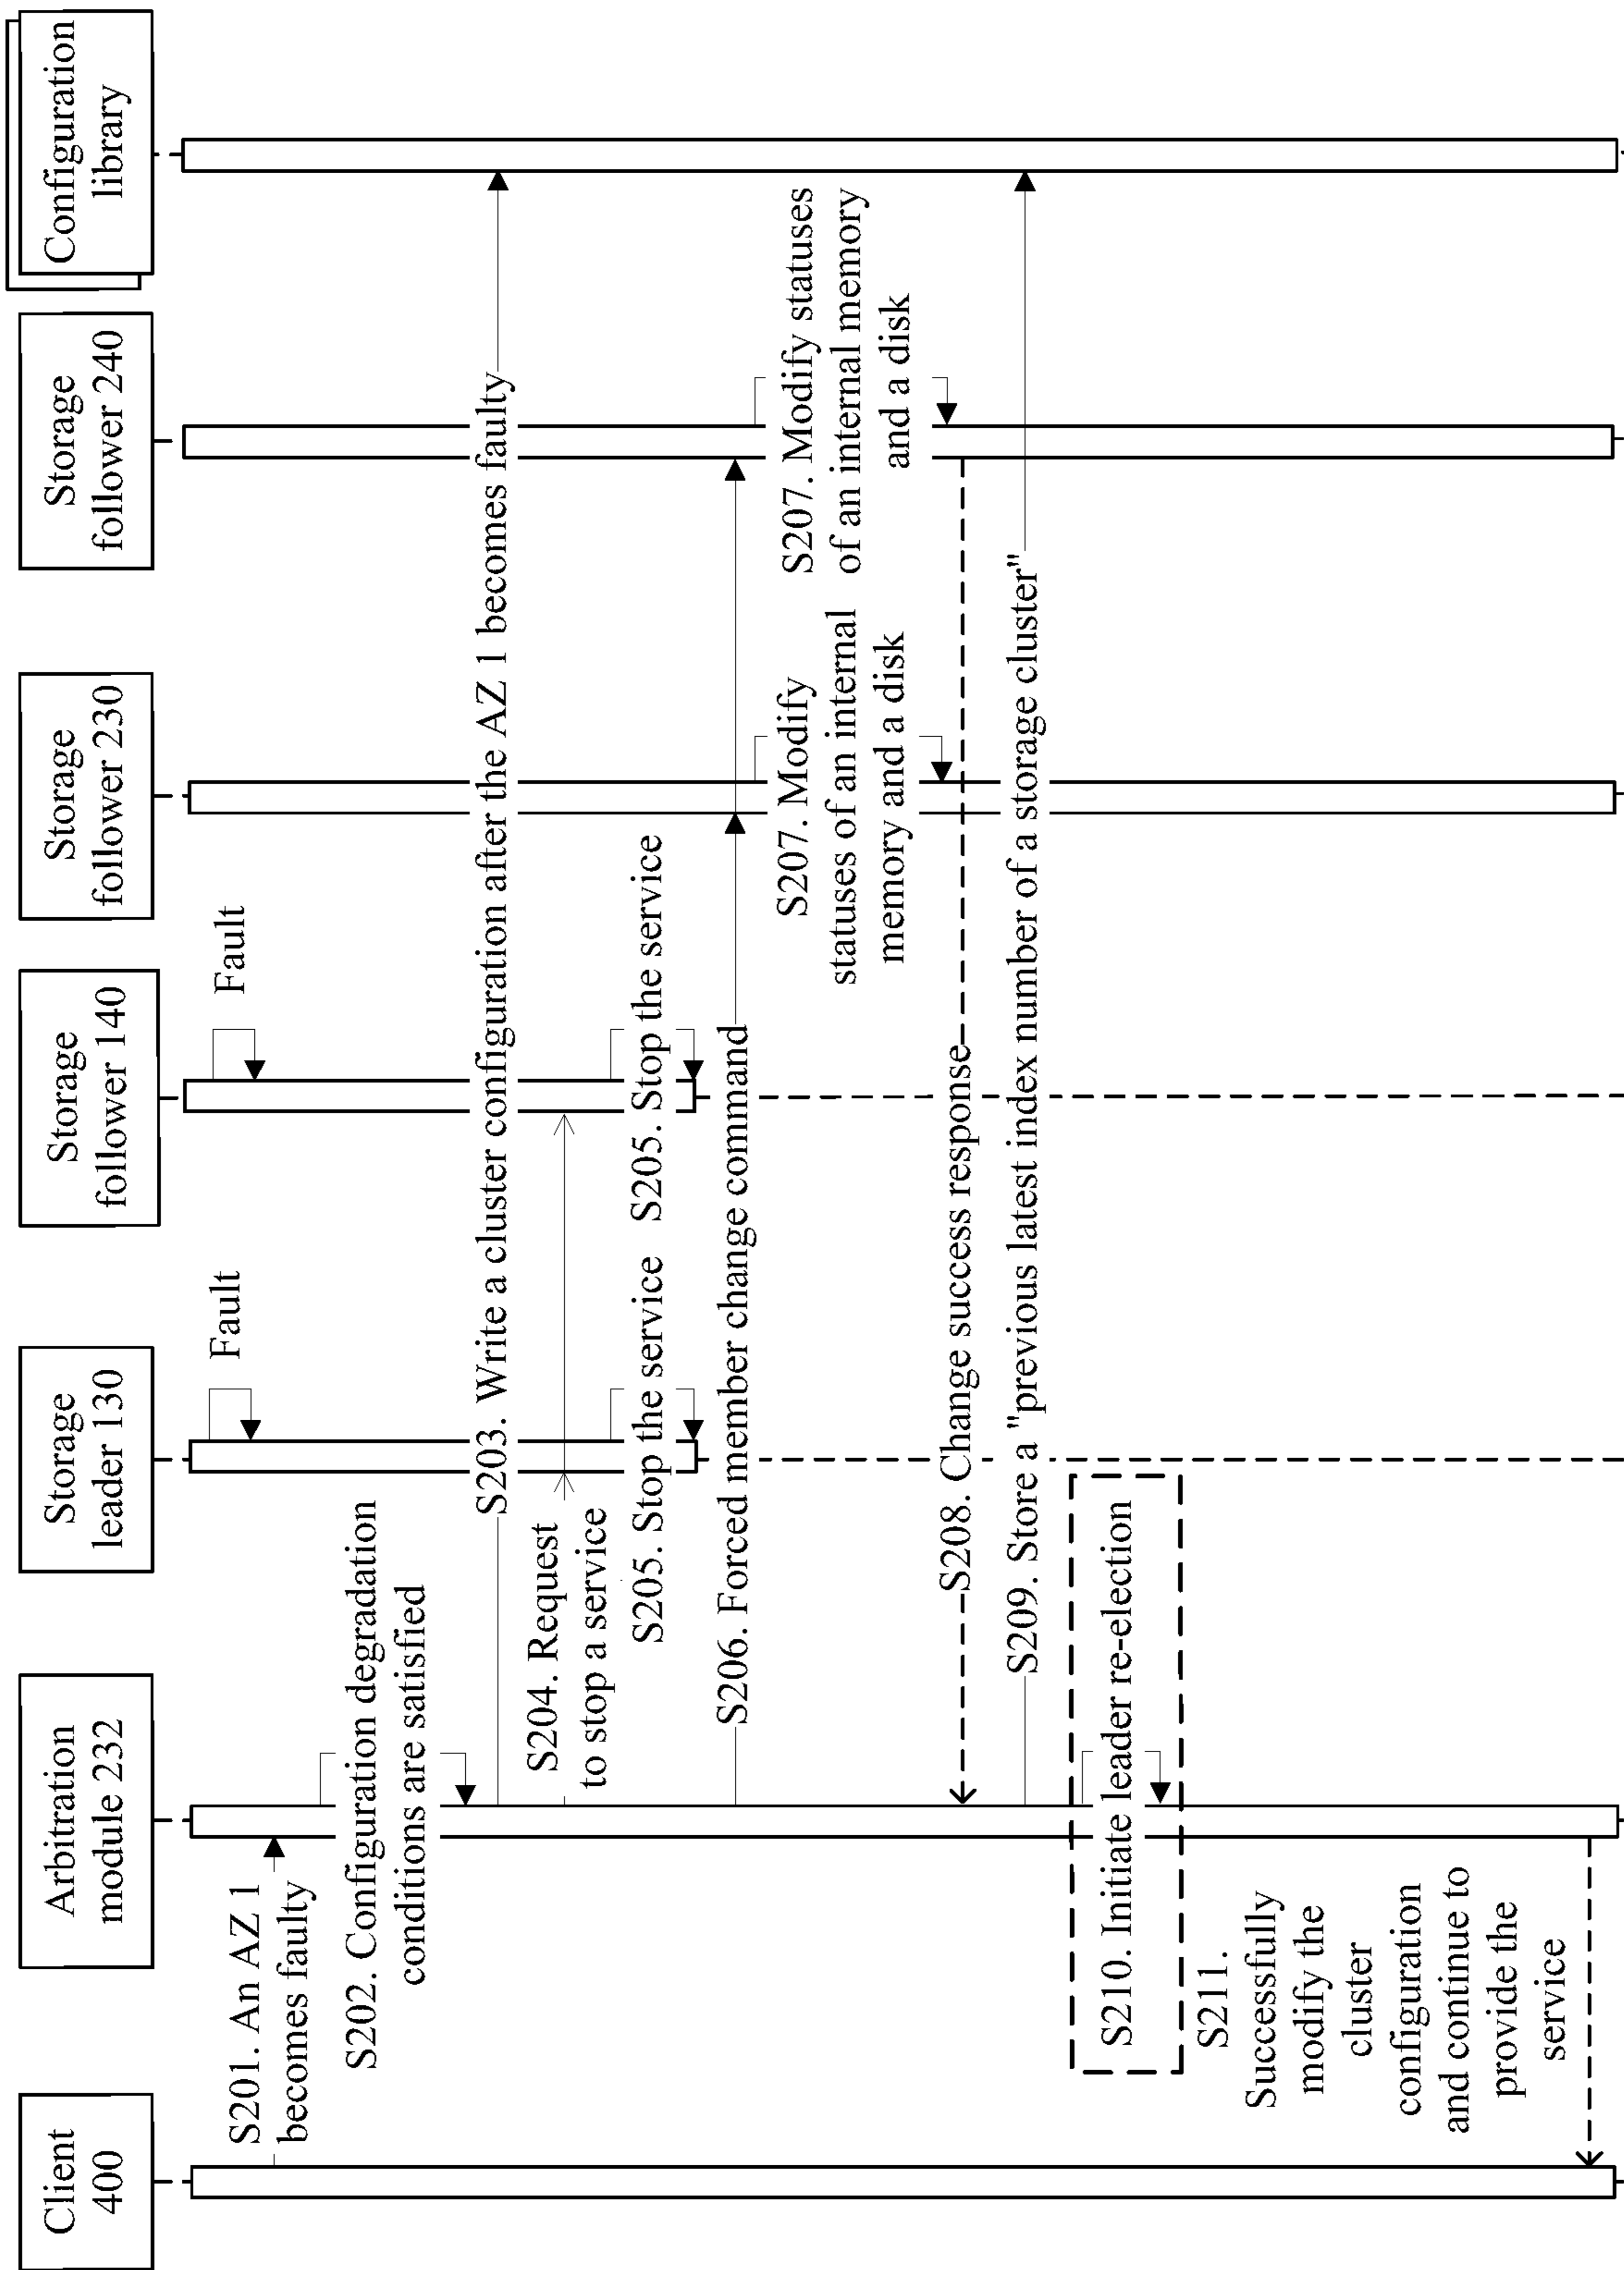 Client
400
Arbitration
module 232
Storage
leader 130
Storage
follower 140
Storage
follower 230
Storage
follower 240
Configuration
library
Fault
Fault
S201. An AZ 1
becomes faulty
S202. Configuration degradation
conditions are satisfied
S203. Write a cluster configuration after the AZ 1 becomes faulty
S204. Request
to stop a service
S205. Stop the service
S205. Stop the service
S206. Forced member change command
S207. Modify
statuses of an internal
memory and a disk
S207. Modify statuses
of an internal memory
and a disk
S208. Change success response
S209. Store a "previous latest index number of a storage cluster"
S210. Initiate leader re-election
S211.
Successfully
modify the
cluster
configuration
and continue to
provide the
service